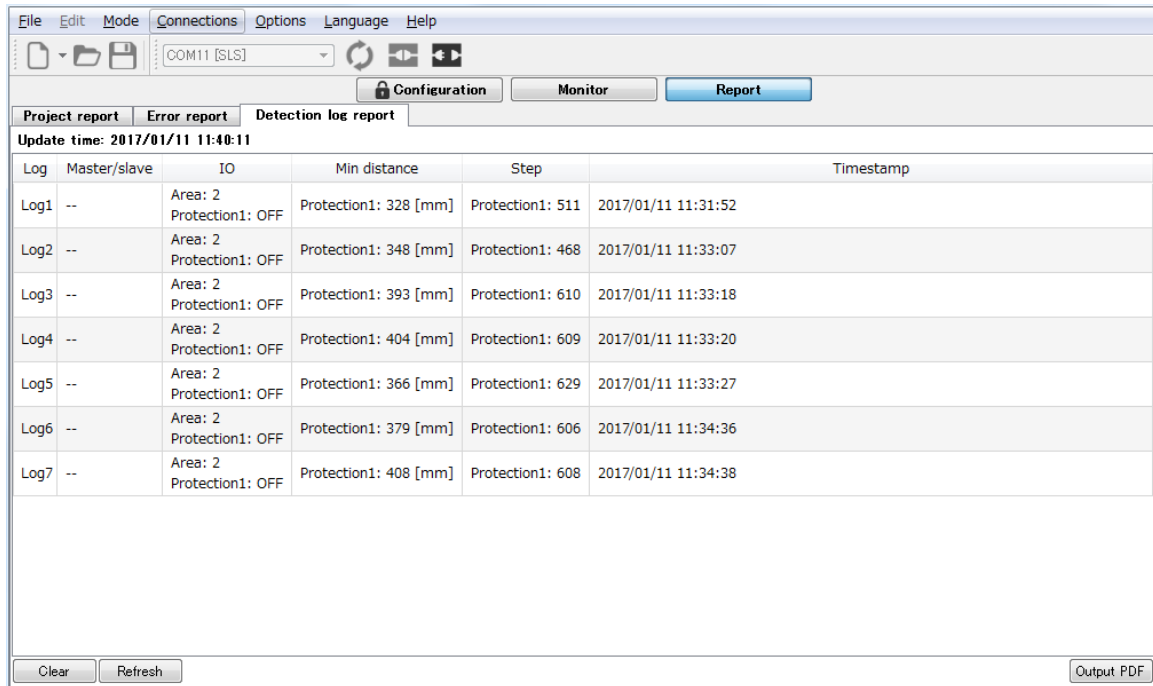 File Edit Mode Connections Options Language Help
COM11 [SLS]
Configuration Monitor Report
Project report Error report Detection log report
Update time: 2017/01/11 11:40:11
Log Master/slave IO Min distance Step Timestamp
Log1 -- Area: 2 Protection1: OFF Protection1: 328 [mm] Protection1: 511 2017/01/11 11:31:52
Log2 -- Area: 2 Protection1: OFF Protection1: 348 [mm] Protection1: 468 2017/01/11 11:33:07
Log3 -- Area: 2 Protection1: OFF Protection1: 393 [mm] Protection1: 610 2017/01/11 11:33:18
Log4 -- Area: 2 Protection1: OFF Protection1: 404 [mm] Protection1: 609 2017/01/11 11:33:20
Log5 -- Area: 2 Protection1: OFF Protection1: 366 [mm] Protection1: 629 2017/01/11 11:33:27
Log6 -- Area: 2 Protection1: OFF Protection1: 379 [mm] Protection1: 606 2017/01/11 11:34:36
Log7 -- Area: 2 Protection1: OFF Protection1: 408 [mm] Protection1: 608 2017/01/11 11:34:38
Clear Refresh Output PDF